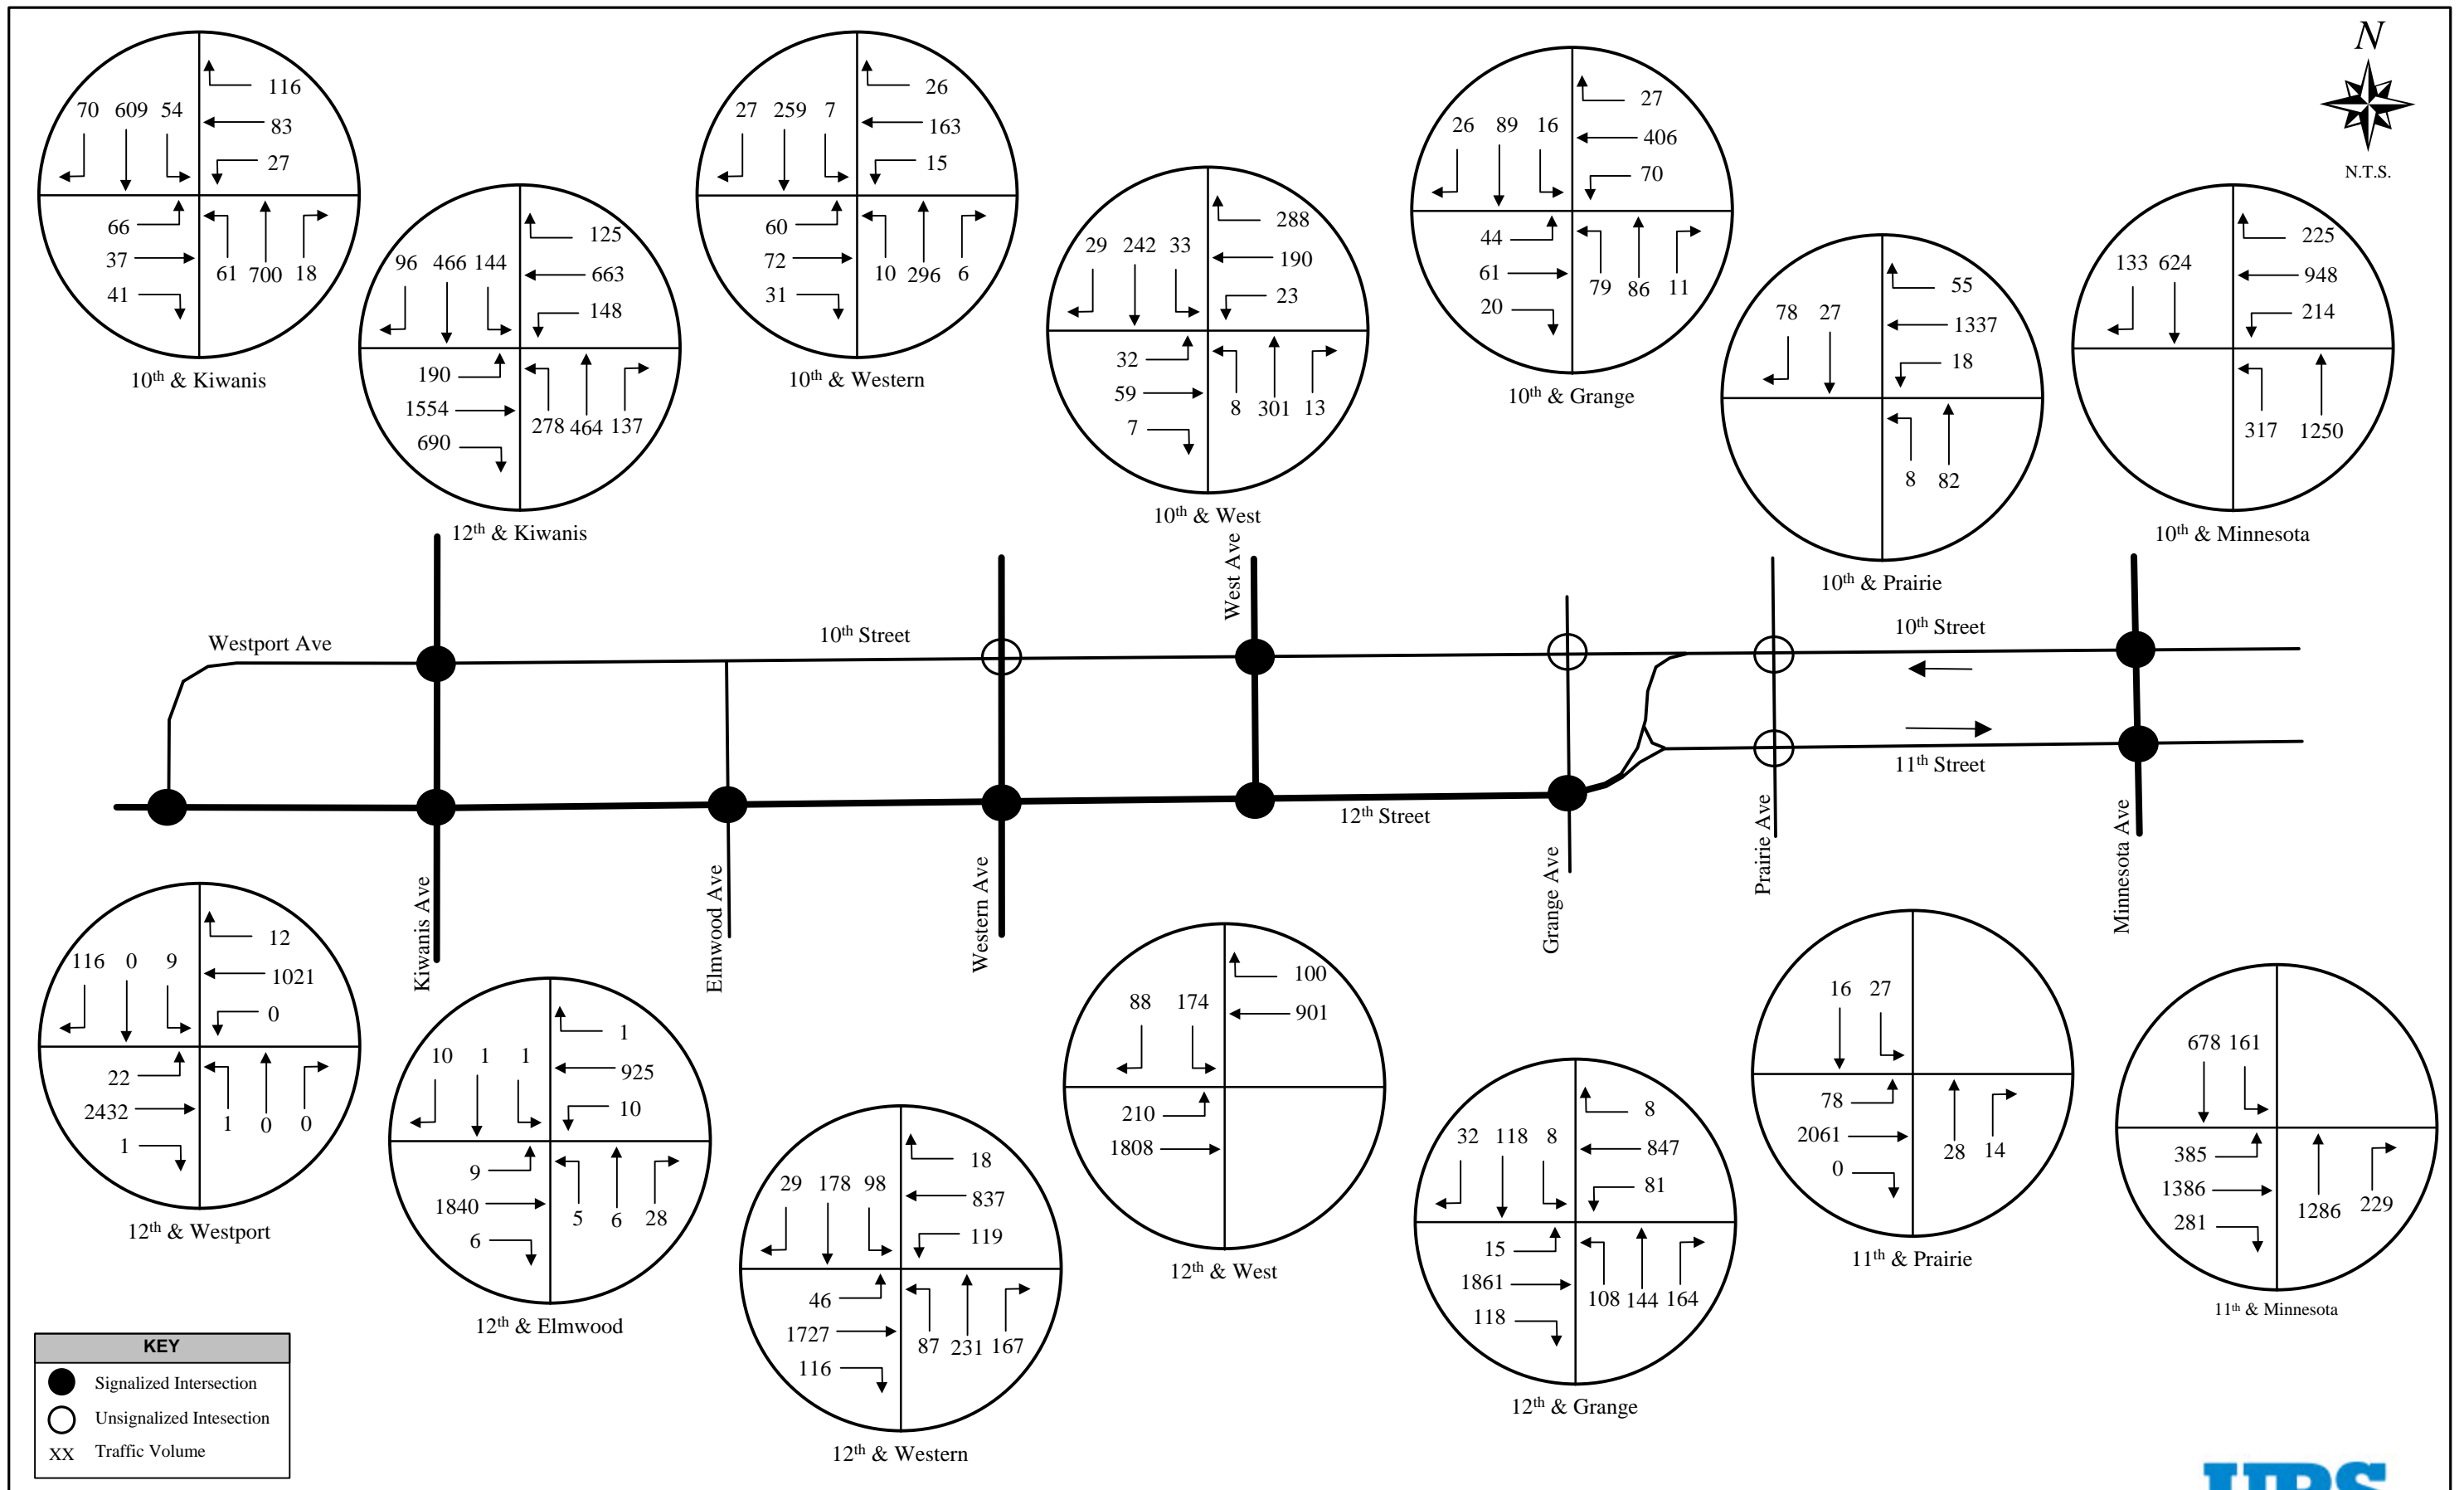 N
N.T.S.
116
70 609 54
83
27
66
37
41
61 700 18
10th & Kiwanis
125
96 466 144
663
148
190
1554
690
278 464 137
12th & Kiwanis
26
27 259 7
163
15
60
72
31
10 296 6
10th & Western
288
29 242 33
190
23
32
59
7
8 301 13
10th & West
27
26 89 16
406
70
44
61
20
79 86 11
10th & Grange
55
78 27
1337
18
8 82
10th & Prairie
225
133 624
948
214
317 1250
10th & Minnesota
Westport Ave
10th Street
West Ave
10th Street
11th Street
12th Street
Kiwanis Ave
Elmwood Ave
Western Ave
Grange Ave
Prairie Ave
Minnesota Ave
12
116 0 9
1021
0
22
2432
1
1 0 0
12th & Westport
1
10 1 1
925
10
9
1840
6
5 6 28
12th & Elmwood
18
29 178 98
837
119
46
1727
116
87 231 167
12th & Western
100
88 174
901
210
1808
12th & West
8
32 118 8
847
81
15
1861
118
108 144 164
12th & Grange
16 27
78
2061
0
28 14
11th & Prairie
678 161
385
1386
281
1286 229
11th & Minnesota
KEY
Signalized Intersection
Unsignalized Intesection
XX Traffic Volume